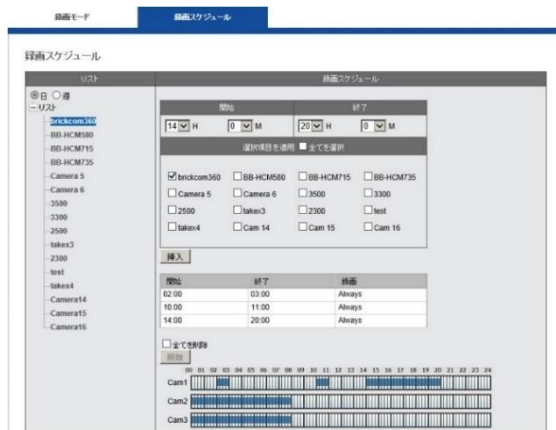 録画モード 録画スケジュール
録画スケジュール
リスト 録画スケジュール
日 週
リスト
brickcom360
BB-HCM580
BB-HCM715
BB-HCM735
Camera 5
Camera 6
3500
3300
2500
takex3
2300
test
takex4
Camera14
Camera15
Camera16
開始 終了
14 H 0 M 20 H 0 M
選択項目を適用 全てを選択
brickcom360 BB-HCM580 BB-HCM715 BB-HCM735
Camera 5 Camera 6 3500 3300
2500 takex3 2300 test
takex4 Cam 14 Cam 15 Cam 16
挿入
開始 終了 録画
02:00 03:00 Always
10:00 11:00 Always
14:00 20:00 Always
全てを削除
削除
00 01 02 03 04 05 06 07 08 09 10 11 12 13 14 15 16 17 18 19 20 21 22 23 24
Cam1
Cam2
Cam3